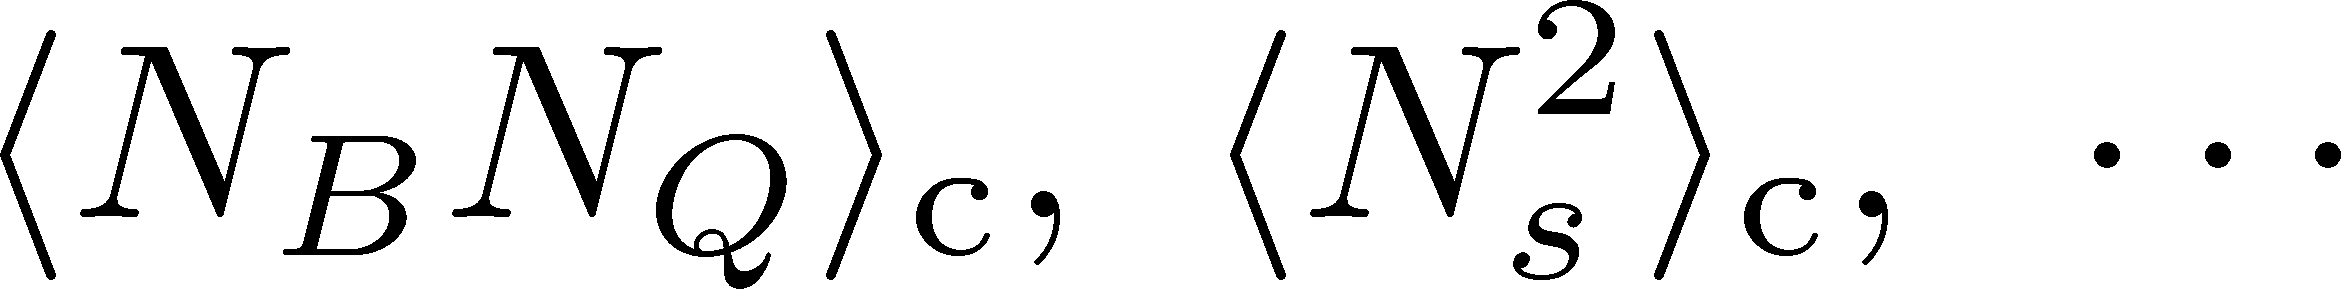 ⟨N_B N_Q⟩_c, ⟨N_s^2⟩_c, ⋯